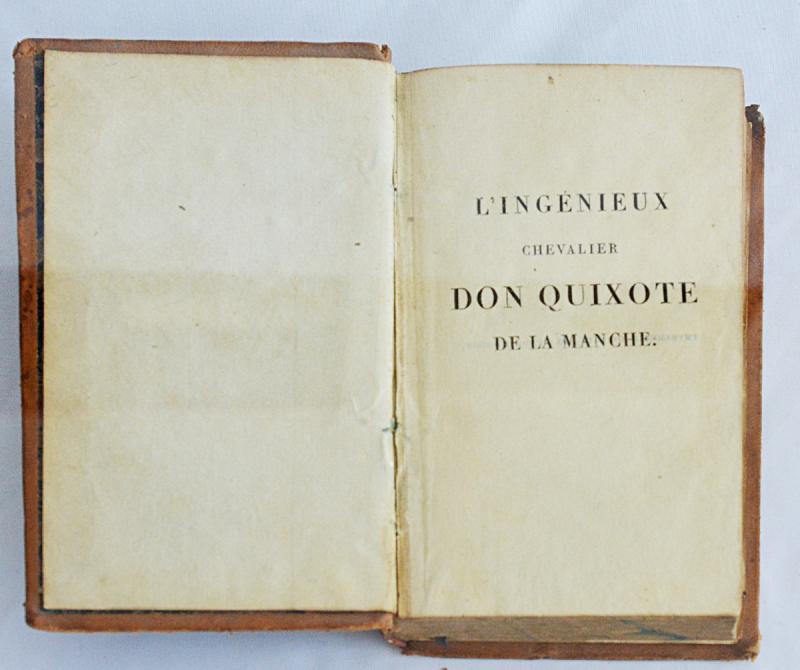 L'INGÉNIEUX
CHEVALIER
DON QUIXOTE
DE LA MANCHE.